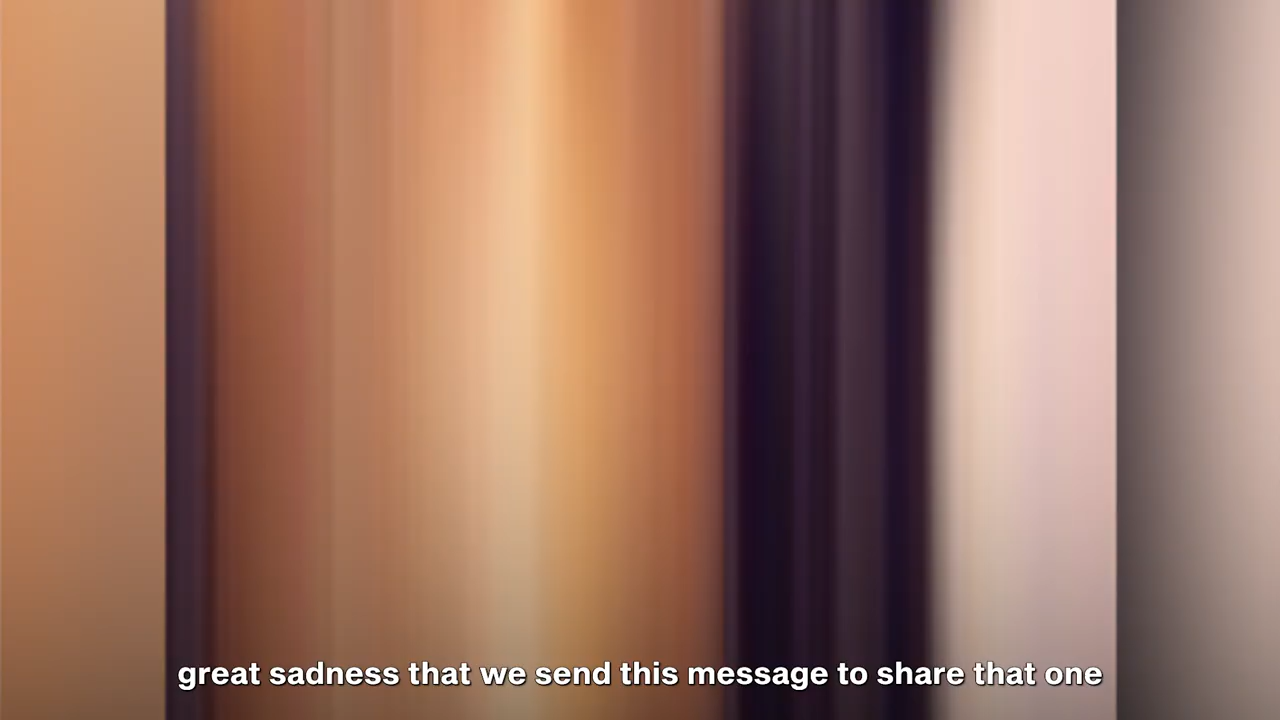 great sadness that we send this message to share that one